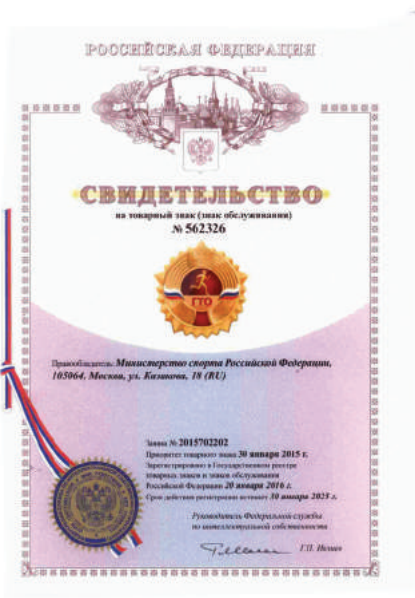 РОССИЙСКАЯ ФЕДЕРАЦИЯ
СВИДЕТЕЛЬСТВО
на товарный знак (знак обслуживания)
№ 562326
ГТО
Правообладатель: Министерство спорта Российской Федерации,
105064, Москва, ул. Казакова, 18 (RU)
Заявка № 2015702202
Приоритет товарного знака 30 января 2015 г.
Зарегистрировано в Государственном реестре
товарных знаков и знаков обслуживания
Российской Федерации 20 января 2016 г.
Срок действия регистрации истекает 30 января 2025 г.
Руководитель Федеральной службы
по интеллектуальной собственности
Г.П. Ивлиев